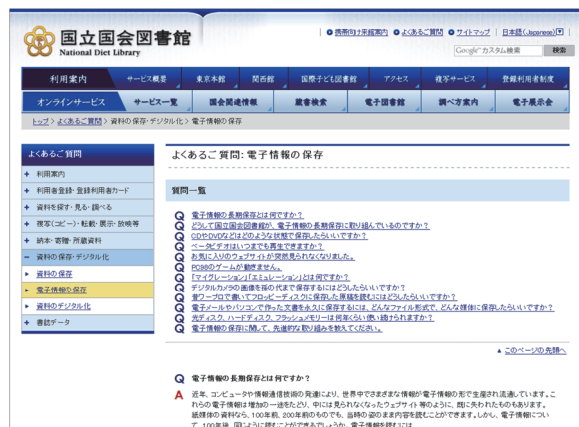 国立国会図書館
National Diet Library
携帯向け来館案内 よくあるご質問 サイトマップ 日本語(Japanese)
Google カスタム検索 検索
利用案内 サービス概要 東京本館 関西館 国際子ども図書館 アクセス 複写サービス 登録利用者制度
オンラインサービス サービス一覧 国会関連情報 蔵書検索 電子図書館 調べ方案内 電子展示会
トップ > よくあるご質問 > 資料の保存・デジタル化 > 電子情報の保存
よくあるご質問
利用案内
利用者登録・登録利用者カード
資料を探す・見る・調べる
複写(コピー)・転載・展示・放映等
納本・寄贈・所蔵資料
資料の保存・デジタル化
資料の保存
電子情報の保存
資料のデジタル化
書誌データ
よくあるご質問: 電子情報の保存
質問一覧
Q 電子情報の長期保存とは何ですか?
Q どうして国立国会図書館が、電子情報の長期保存に取り組んでいるのですか?
Q CDやDVDなどはどのような状態で保存したらいいですか?
Q ベータビデオはいつまでも再生できますか?
Q お気に入りのウェブサイトが突然見られなくなりました。
Q PC98のゲームが動きません。
Q 「マイグレーション」「エミュレーション」とは何ですか?
Q デジタルカメラの画像を孫の代まで保存するにはどうしたらいいですか?
Q 昔ワープロで書いてフロッピーディスクに保存した原稿を読むにはどうしたらいいですか?
Q 電子メールやパソコンで作った文書を永久に保存するには、どんなファイル形式で、どんな媒体に保存したらいいですか?
Q 光ディスク、ハードディスク、フラッシュメモリーは何年くらい使い続けられますか?
Q 電子情報の保存に関して、先進的な取り組みを教えてください。
▲ このページの先頭へ
Q 電子情報の長期保存とは何ですか?
A 近年、コンピュータや情報通信技術の発達により、世界中でさまざまな情報が電子情報の形で生産され流通しています。こ
れらの電子情報は増加の一途をたどり、中には見られなくなったウェブサイト等のように、既に失われたものもあります。
紙媒体の資料なら、100年前、200年前のものでも、当時の姿のまま内容を読むことができます。しかし、電子情報につい
て、100年後、同じように読むことができるでしょうか。電子情報を読むには